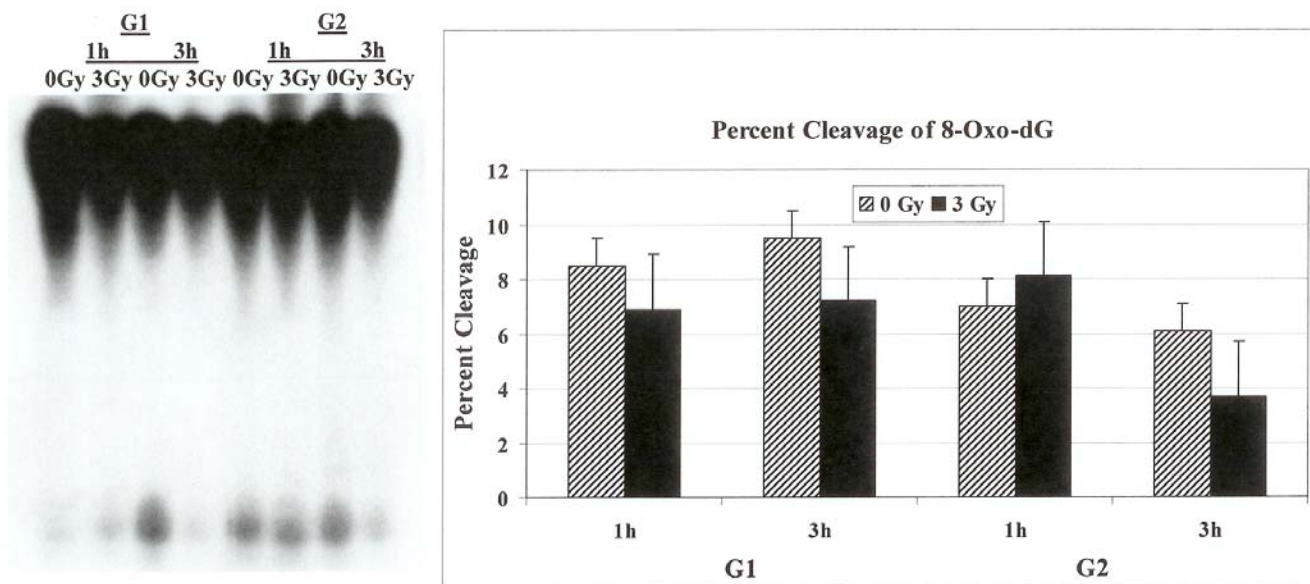 G1 G2
1h 3h 1h 3h
0Gy 3Gy 0Gy 3Gy 0Gy 3Gy 0Gy 3Gy
Percent Cleavage of 8-Oxo-dG
0 Gy 3 Gy
Percent Cleavage
12
10
8
6
4
2
0
1h 3h 1h 3h
G1 G2